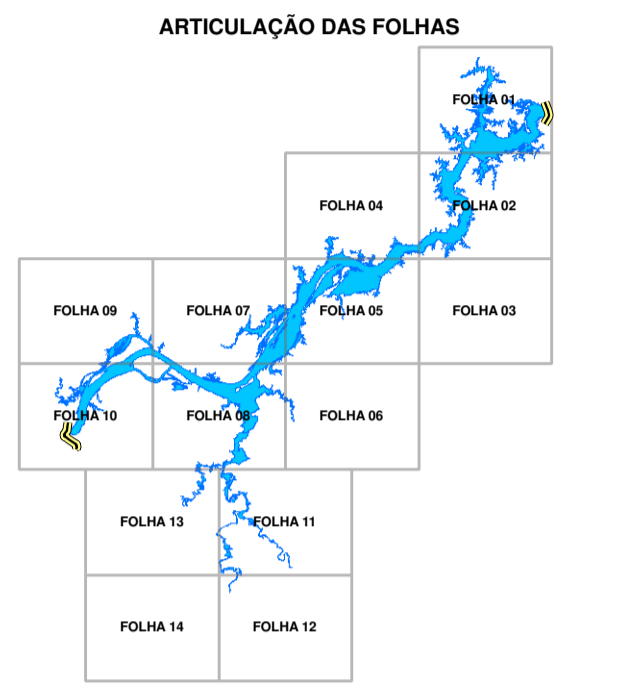 ARTICULAÇÃO DAS FOLHAS
FOLHA 01
FOLHA 04
FOLHA 02
FOLHA 09
FOLHA 07
FOLHA 05
FOLHA 03
FOLHA 10
FOLHA 08
FOLHA 06
FOLHA 13
FOLHA 11
FOLHA 14
FOLHA 12